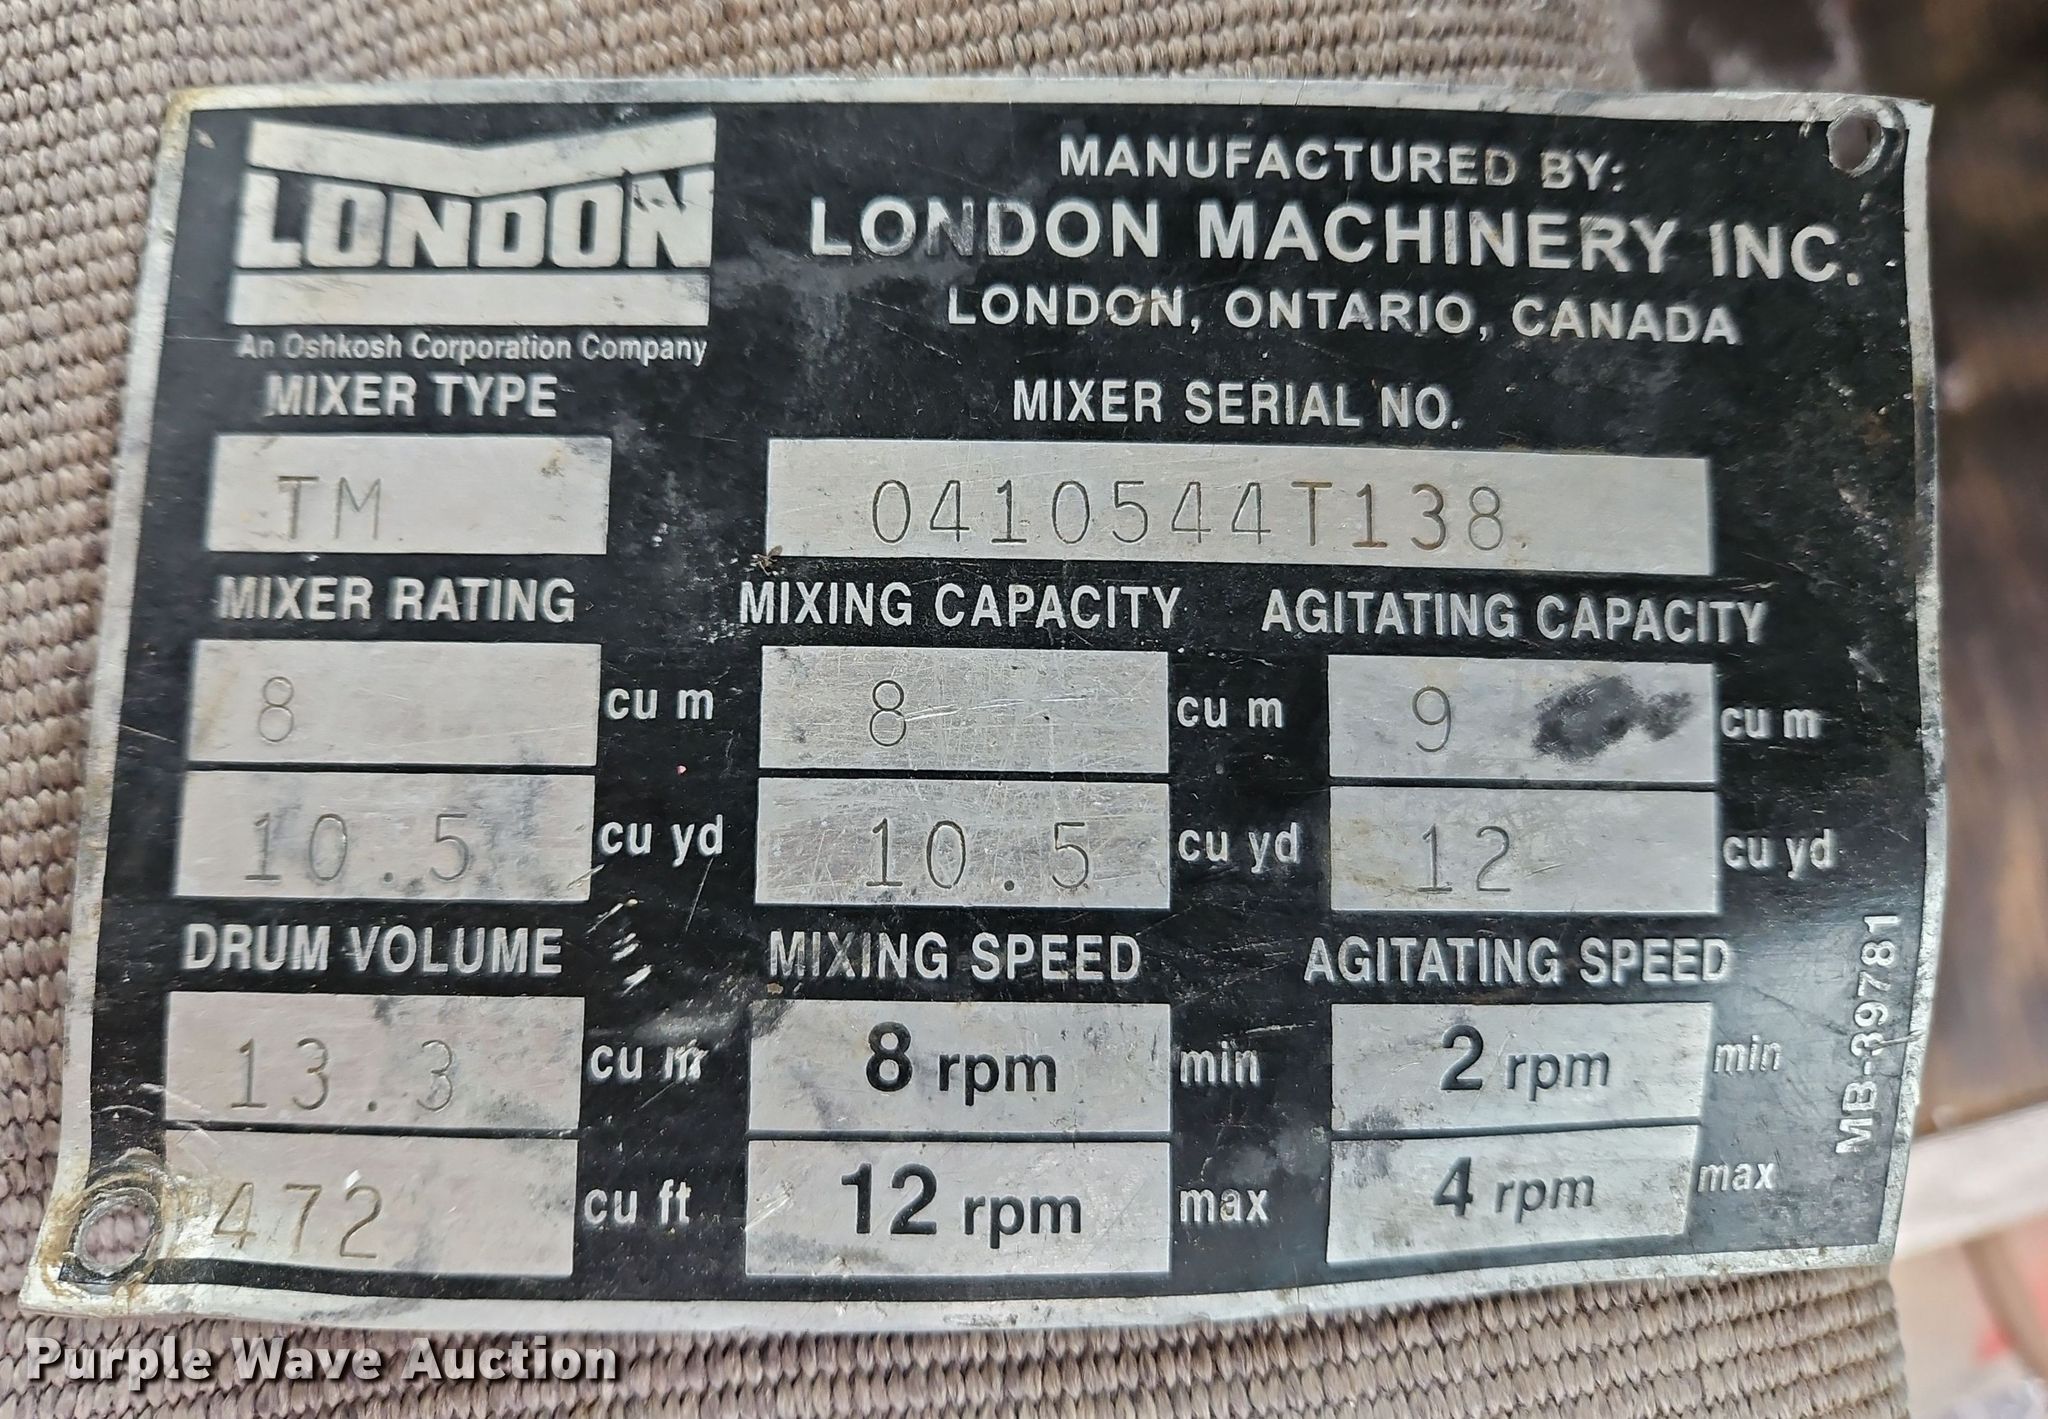 LONDON
An Oshkosh Corporation Company
MANUFACTURED BY:
LONDON MACHINERY INC.
LONDON, ONTARIO, CANADA
MIXER TYPE
TM
MIXER SERIAL NO.
0410544T138
MIXER RATING
8 cu m
10.5 cu yd
MIXING CAPACITY
8 cu m
10.5 cu yd
AGITATING CAPACITY
9 cu m
12 cu yd
DRUM VOLUME
13.3 cu m
472 cu ft
MIXING SPEED
8 rpm min
12 rpm max
AGITATING SPEED
2 rpm min
4 rpm max
MB-39781
Purple Wave Auction